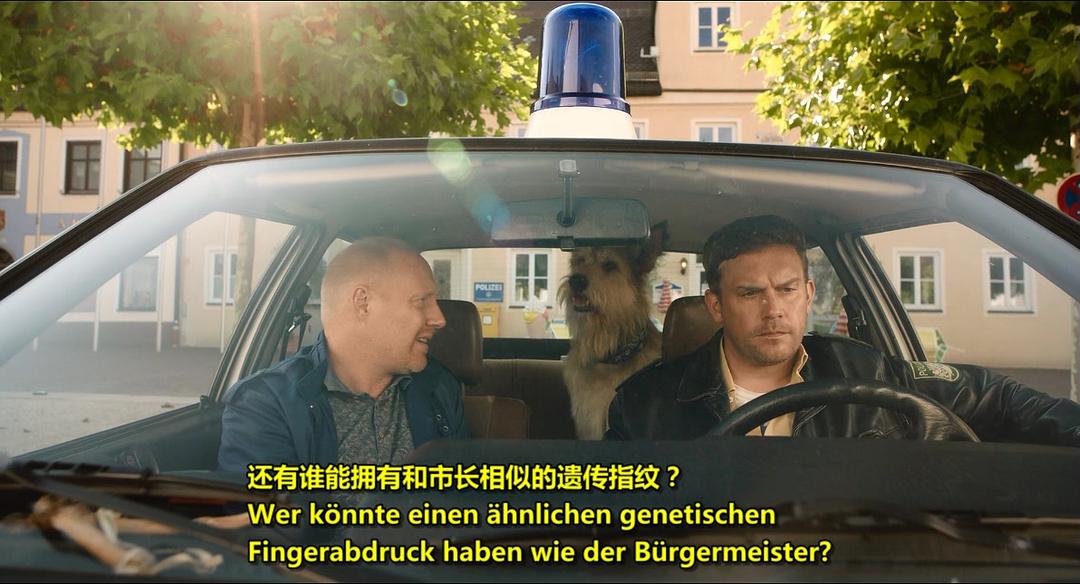 POLIZEI
还有谁能拥有和市长相似的遗传指纹？
Wer könnte einen ähnlichen genetischen
Fingerabdruck haben wie der Bürgermeister?